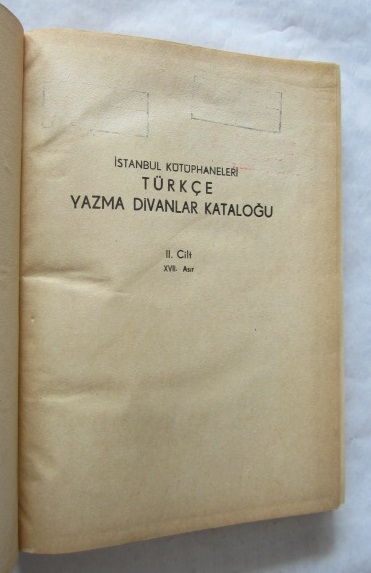 İSTANBUL KÜTÜPHANELERİ
TÜRKÇE
YAZMA DİVANLAR KATALOĞU
II. Cilt
XVII. Asır